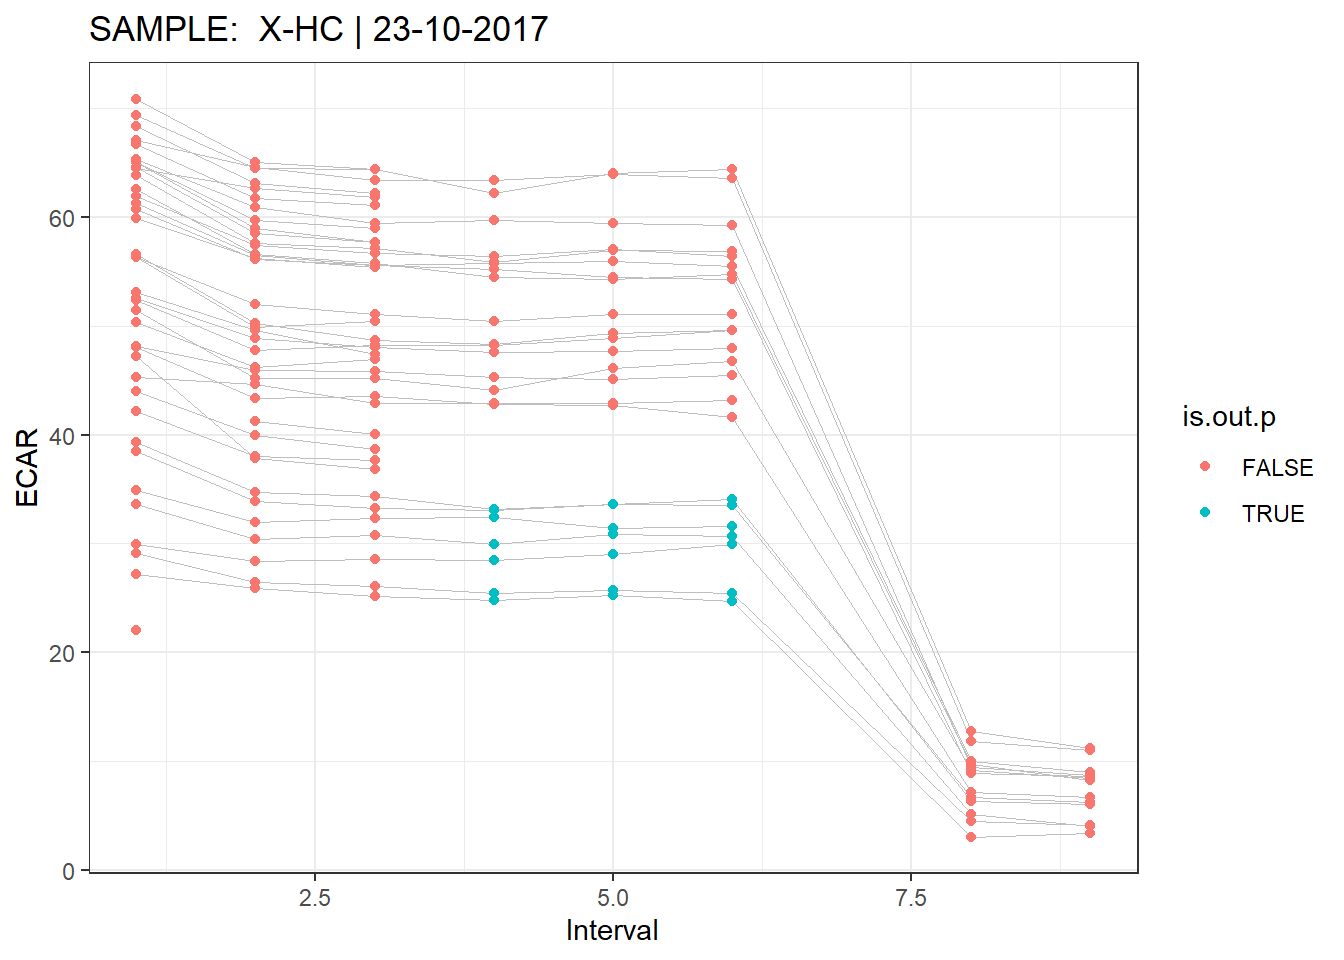 SAMPLE:  X-HC | 23-10-2017
ECAR
60
40
20
0
2.5
5.0
7.5
Interval
is.out.p
FALSE
TRUE